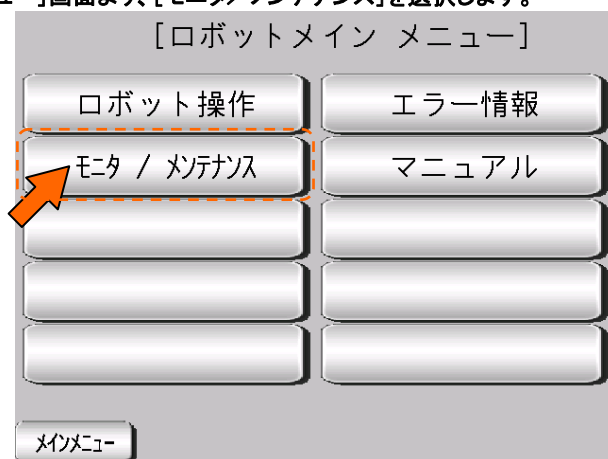 ュー]画面より、[モニタ/メンテナンス]を選択します。
[ロボットメイン メニュー]
ロボット操作
エラー情報
モニタ / メンテナンス
マニュアル
メインメニュー